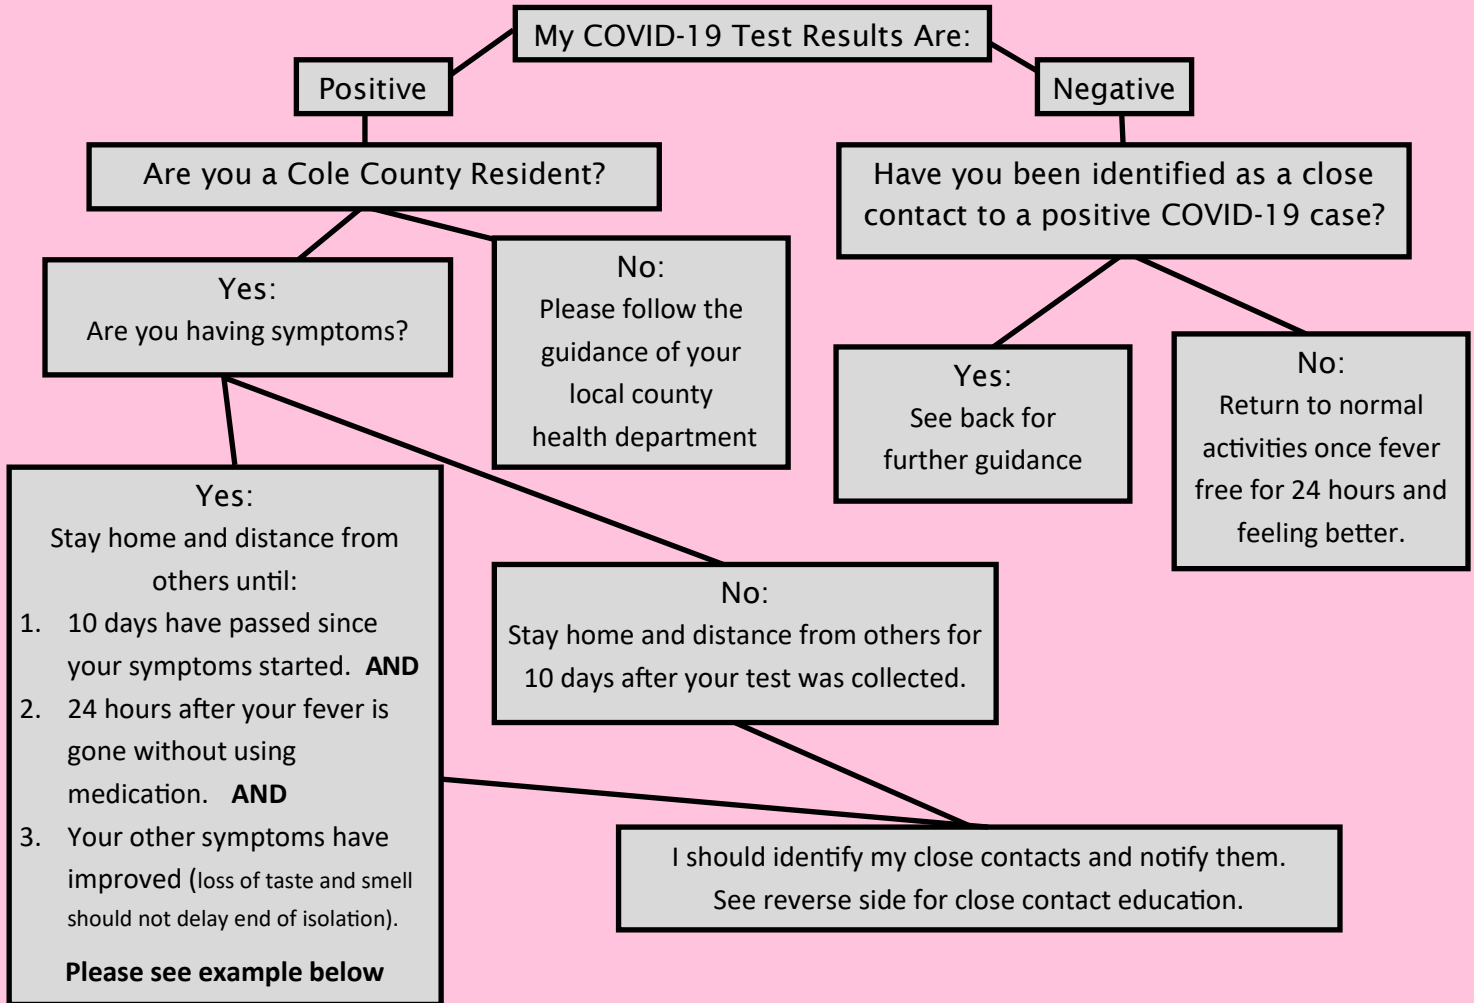 My COVID-19 Test Results Are:
Positive
Negative
Are you a Cole County Resident?
Have you been identified as a close
contact to a positive COVID-19 case?
Yes:
Are you having symptoms?
No:
Please follow the
guidance of your
local county
health department
Yes:
See back for
further guidance
No:
Return to normal
activities once fever
free for 24 hours and
feeling better.
Yes:
Stay home and distance from
others until:
1. 10 days have passed since
your symptoms started. AND
2. 24 hours after your fever is
gone without using
medication. AND
3. Your other symptoms have
improved (loss of taste and smell
should not delay end of isolation).
Please see example below
No:
Stay home and distance from others for
10 days after your test was collected.
I should identify my close contacts and notify them.
See reverse side for close contact education.